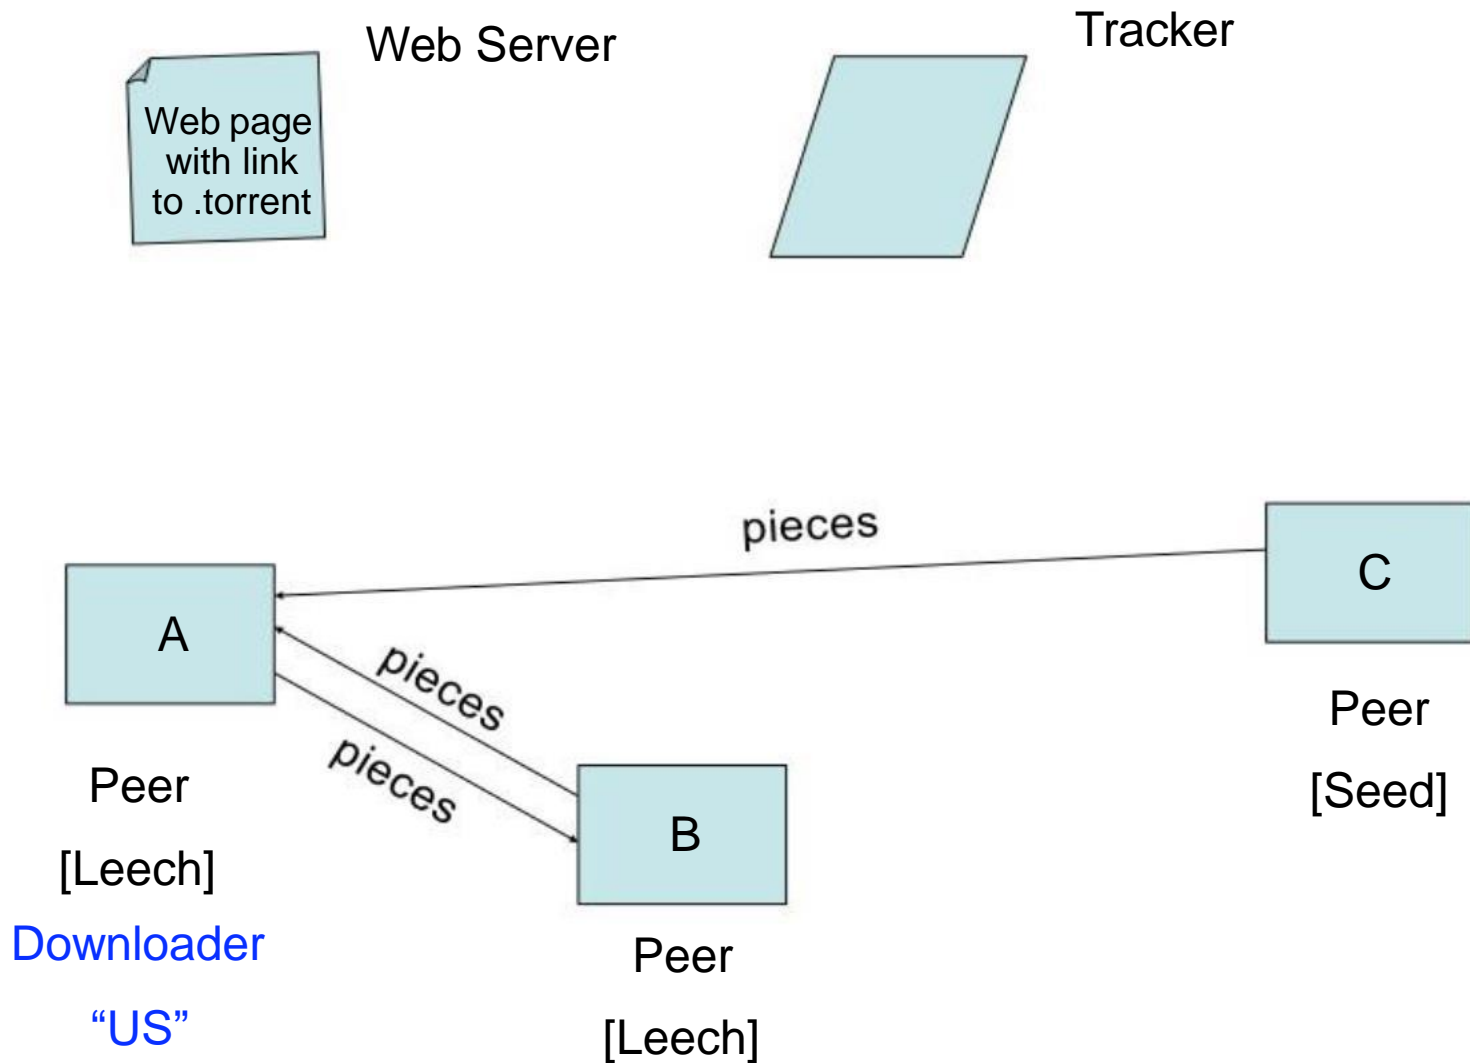 Web Server
Tracker
Web page
with link
to .torrent
pieces
C
A
pieces
pieces
Peer
[Seed]
Peer
[Leech]
B
Downloader
“US”
Peer
[Leech]